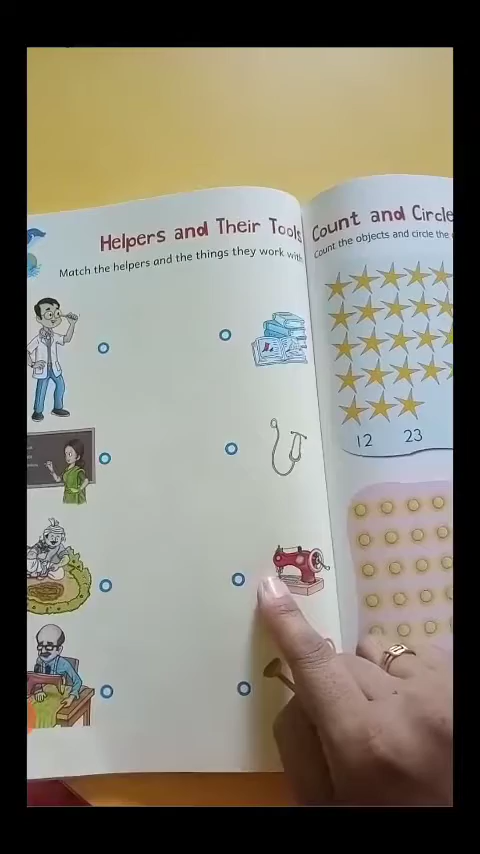 Helpers and Their Tools
Match the helpers and the things they work with
Count and Circle
Count the objects and circle the
12 23